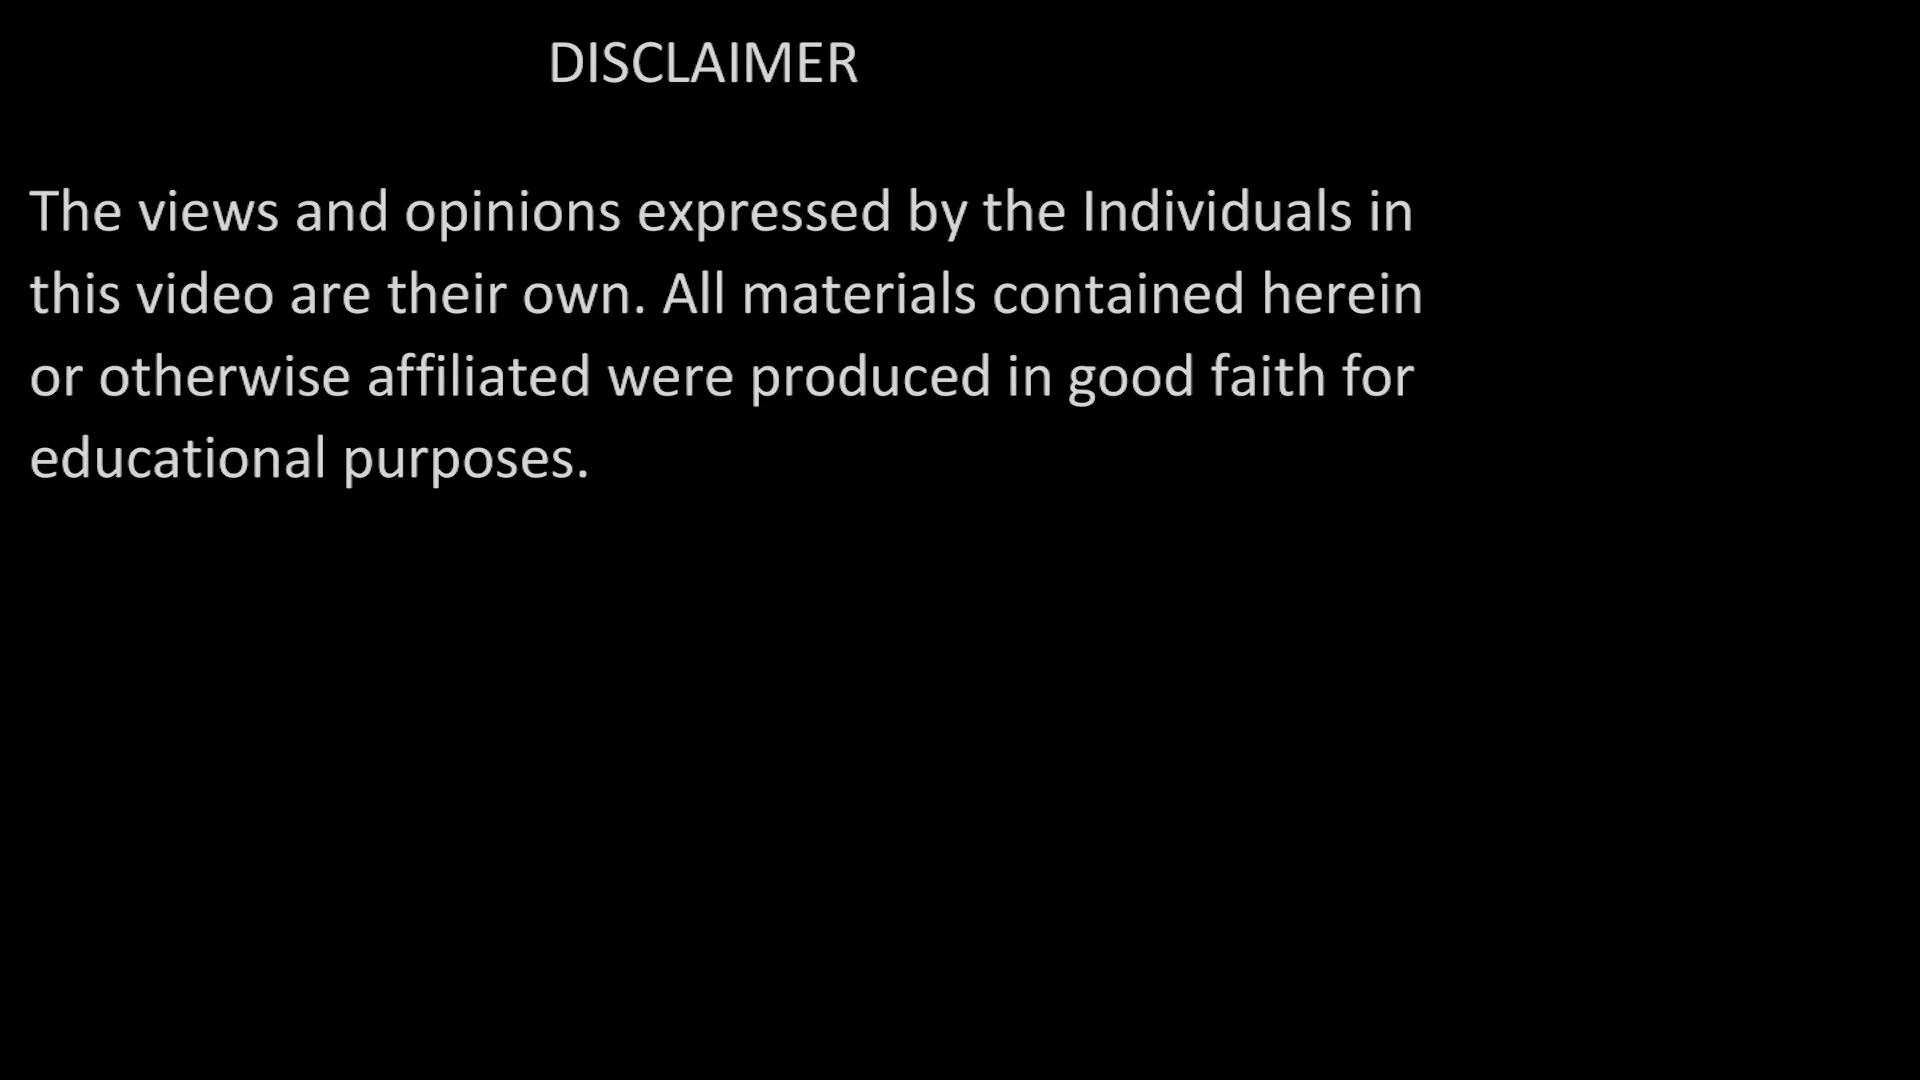 DISCLAIMER
The views and opinions expressed by the Individuals in
this video are their own. All materials contained herein
or otherwise affiliated were produced in good faith for
educational purposes.